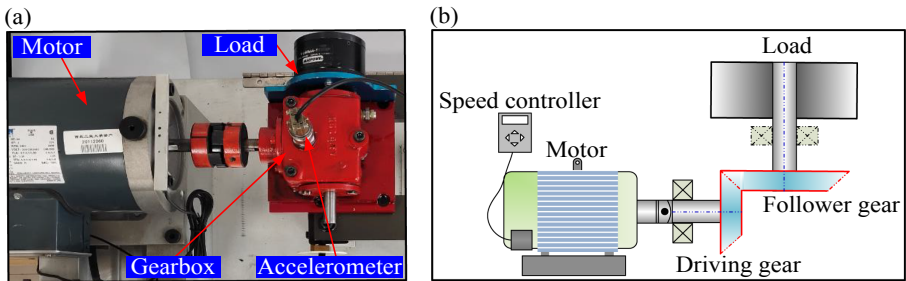 (a)
Motor
Load
Gearbox
Accelerometer
(b)
Load
Speed controller
Motor
Follower gear
Driving gear